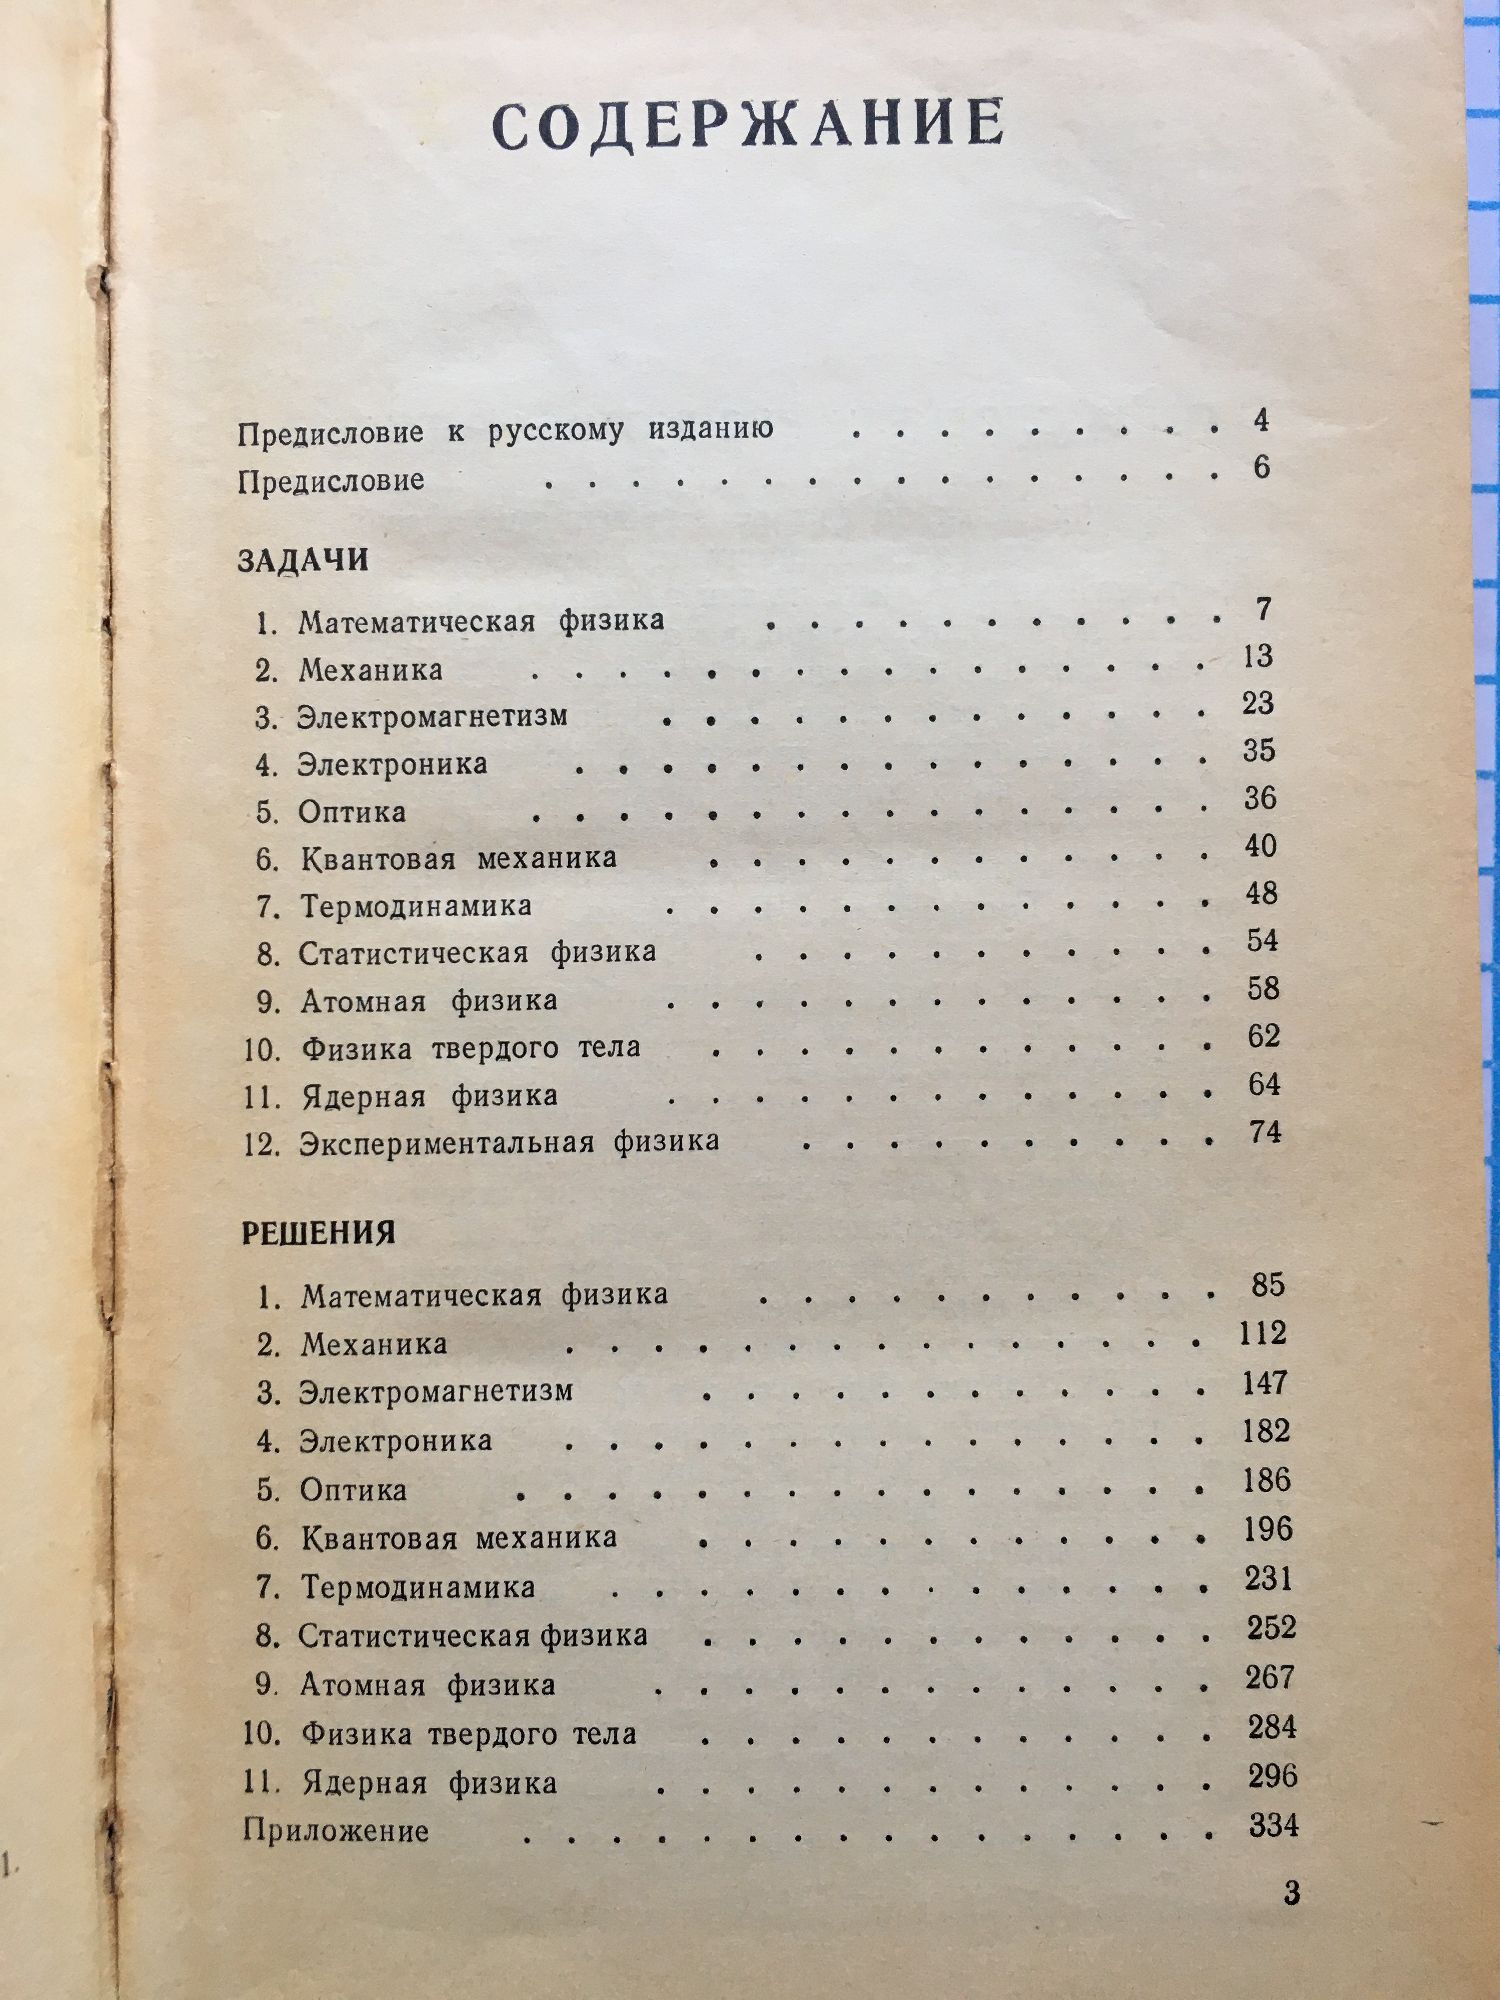 СОДЕРЖАНИЕ
Предисловие к русскому изданию . . . . . . . . . 4
Предисловие . . . . . . . . . . . . . . . . 6
ЗАДАЧИ
1. Математическая физика . . . . . . . . . . . 7
2. Механика . . . . . . . . . . . . . . . . 13
3. Электромагнетизм . . . . . . . . . . . . . 23
4. Электроника . . . . . . . . . . . . . . . 35
5. Оптика . . . . . . . . . . . . . . . . 36
6. Квантовая механика . . . . . . . . . . . . 40
7. Термодинамика . . . . . . . . . . . . . 48
8. Статистическая физика . . . . . . . . . . . 54
9. Атомная физика . . . . . . . . . . . . . 58
10. Физика твердого тела . . . . . . . . . . . . 62
11. Ядерная физика . . . . . . . . . . . . . 64
12. Экспериментальная физика . . . . . . . . . . 74
РЕШЕНИЯ
1. Математическая физика . . . . . . . . . . . 85
2. Механика . . . . . . . . . . . . . . . 112
3. Электромагнетизм . . . . . . . . . . . . 147
4. Электроника . . . . . . . . . . . . . . . 182
5. Оптика . . . . . . . . . . . . . . . . 186
6. Квантовая механика . . . . . . . . . . . . 196
7. Термодинамика . . . . . . . . . . . . . . 231
8. Статистическая физика . . . . . . . . . . . . 252
9. Атомная физика . . . . . . . . . . . . . 267
10. Физика твердого тела . . . . . . . . . . . . 284
11. Ядерная физика . . . . . . . . . . . . . 296
Приложение . . . . . . . . . . . . . . . . 334
3